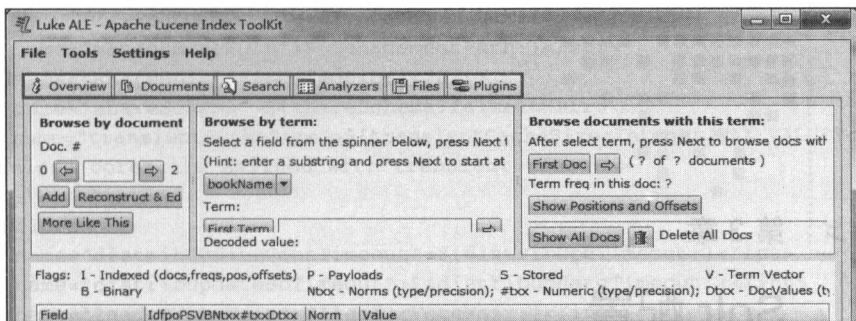 Luke ALE - Apache Lucene Index ToolKit
File Tools Settings Help
Overview Documents Search Analyzers Files Plugins
Browse by document
Doc. #
0 2
Add Reconstruct & Ed
More Like This
Browse by term:
Select a field from the spinner below, press Next t
(Hint: enter a substring and press Next to start at
bookName
Term:
First Term
Decoded value:
Browse documents with this term:
After select term, press Next to browse docs with
First Doc ( ? of ? documents )
Term freq in this doc: ?
Show Positions and Offsets
Show All Docs Delete All Docs
Flags: I - Indexed (docs,freqs,pos,offsets) P - Payloads S - Stored V - Term Vector
B - Binary Ntxx - Norms (type/precision); #txx - Numeric (type/precision); Dtxx - DocValues (ty
Field IdfpoPSVBNtxx#txxDtxx Norm Value